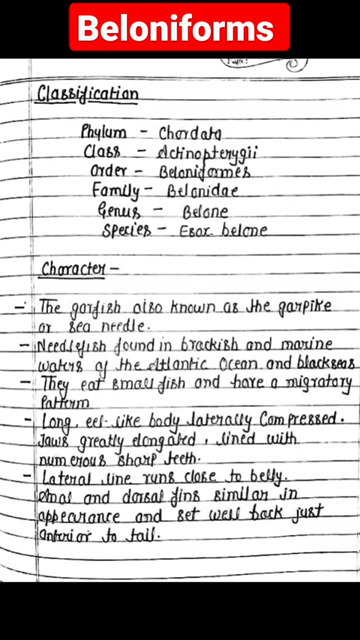 Beloniforms
Classification
Phylum - Chordata
Class - Actinopterygii
Order - Beloniformes
Family - Belonidae
Genus - Belone
Species - Esox belone
Character -
- The garfish also known as the garpike
or sea needle.
- Needlefish found in brackish and marine
waters of the Atlantic Ocean and blackseas
- They eat small fish and have a migratory
Pattern
- Long, eel-like body laterally Compressed.
Jaws greatly elongated, lined with
numerous sharp teeth.
- Lateral line runs close to belly.
Anal and dorsal fins similar in
appearance and set well back just
anterior to tail.